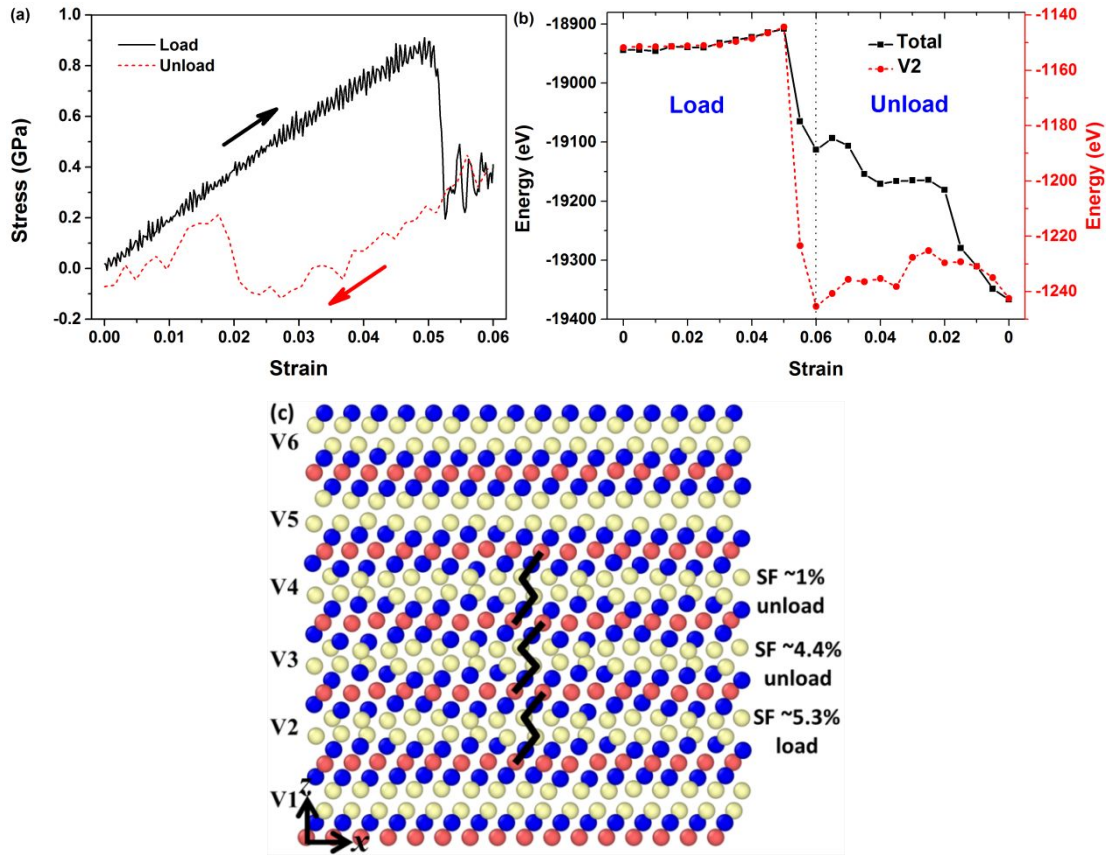 (a)
Load
Unload
1.0
0.8
0.6
0.4
0.2
0.0
-0.2
Stress (GPa)
0.00 0.01 0.02 0.03 0.04 0.05 0.06
Strain
(b)
-18900
-19000
-19100
-19200
-19300
-19400
Energy (eV)
Total
V2
Load
Unload
-1140
-1160
-1180
-1200
-1220
-1240
Energy (eV)
0 0.02 0.04 0.06 0.04 0.02 0
Strain
(c)
V6
V5
V4
SF ~1%
unload
V3
SF ~4.4%
unload
V2
SF ~5.3%
load
V1
z
x